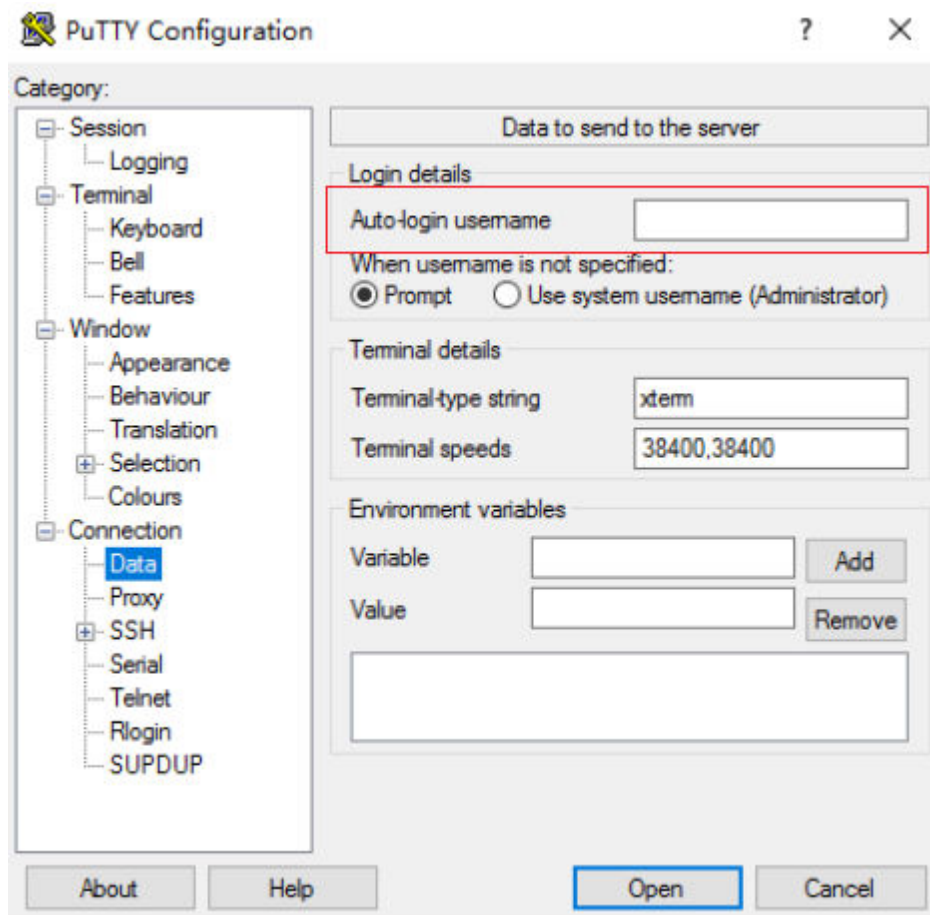 PuTTY Configuration
?
Category:
Session
Logging
Terminal
Keyboard
Bell
Features
Window
Appearance
Behaviour
Translation
Selection
Colours
Connection
Data
Proxy
SSH
Serial
Telnet
Rlogin
SUPDUP
Data to send to the server
Login details
Auto-login username
When username is not specified:
Prompt Use system username (Administrator)
Terminal details
Terminal-type string xterm
Terminal speeds 38400,38400
Environment variables
Variable Add
Value Remove
About Help Open Cancel